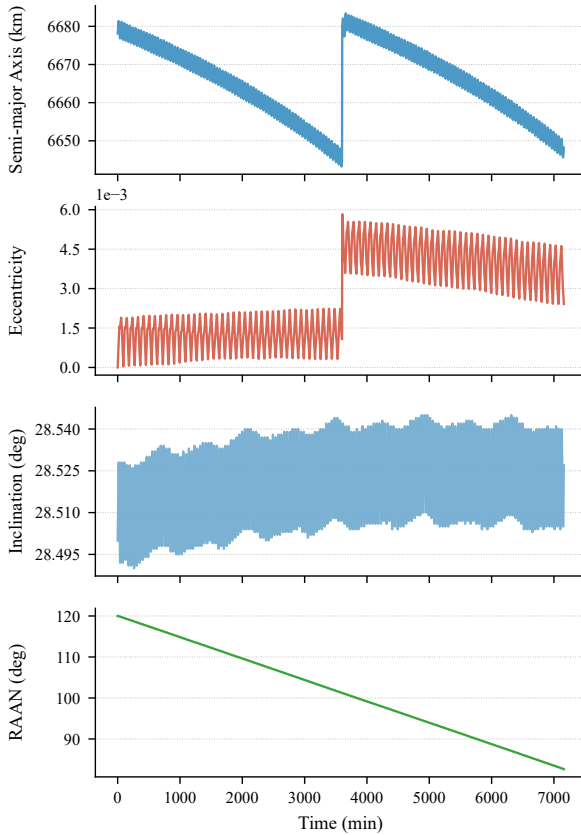 Semi-major Axis (km)
6680
6670
6660
6650
1e−3
Eccentricity
6.0
4.5
3.0
1.5
0.0
Inclination (deg)
28.540
28.525
28.510
28.495
RAAN (deg)
120
110
100
90
0 1000 2000 3000 4000 5000 6000 7000
Time (min)